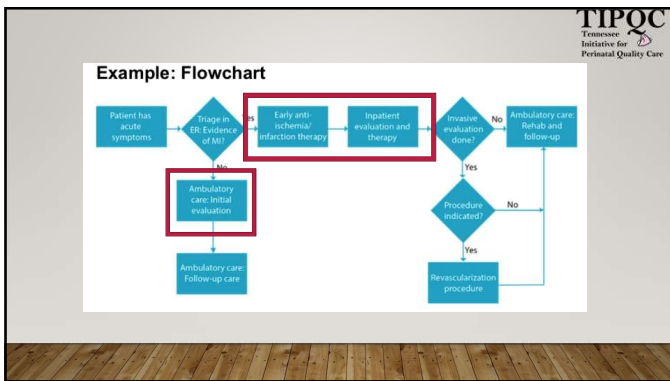 TIPQC
Tennessee
Initiative for
Perinatal Quality Care
Example: Flowchart
Patient has
acute
symptoms
Triage in
ER: Evidence
of MI?
Yes
Early anti-
ischemia/
infarction therapy
Inpatient
evaluation and
therapy
Invasive
evaluation
done?
No
Ambulatory care:
Rehab and
follow-up
No
Ambulatory
care: Initial
evaluation
Ambulatory care:
Follow-up care
Yes
Procedure
indicated?
No
Yes
Revascularization
procedure